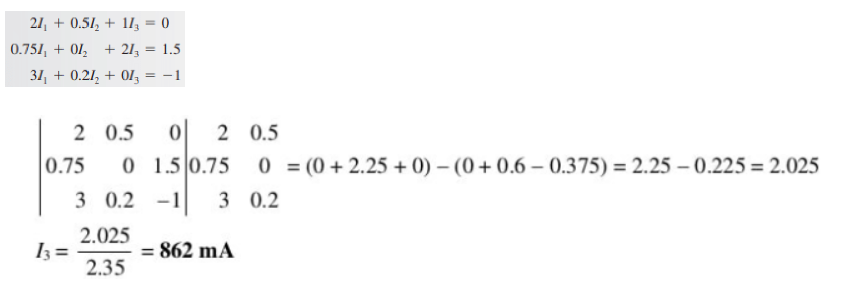 2I₁ + 0.5I₂ + 1I₃ = 0
0.75I₁ + 0I₂ + 2I₃ = 1.5
3I₁ + 0.2I₂ + 0I₃ = −1
| 2 0.5 0 | 2 0.5
| 0.75 0 1.5 | 0.75 0 = (0 + 2.25 + 0) – (0 + 0.6 – 0.375) = 2.25 – 0.225 = 2.025
| 3 0.2 −1 | 3 0.2
I₃ = 2.025 / 2.35 = 862 mA